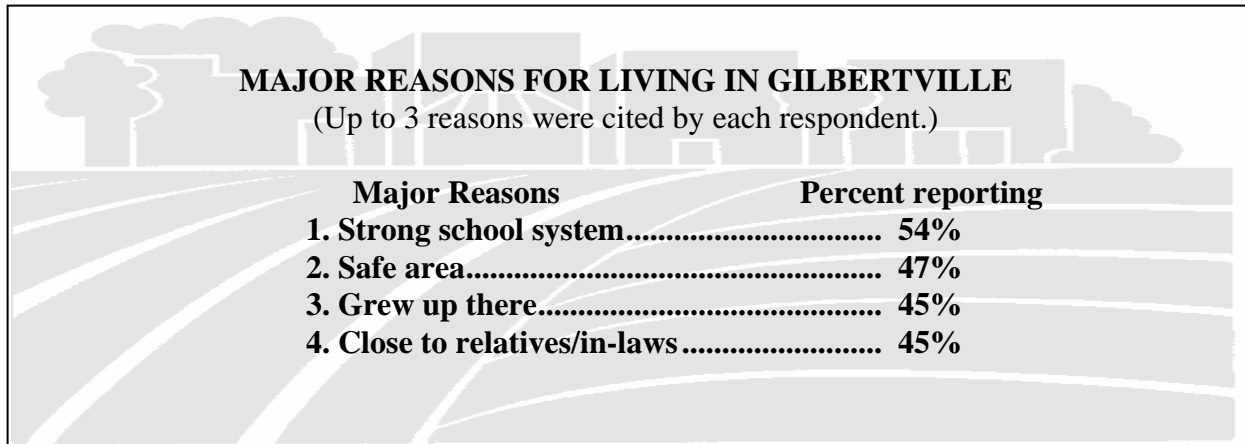 MAJOR REASONS FOR LIVING IN GILBERTVILLE
(Up to 3 reasons were cited by each respondent.)
Major Reasons Percent reporting
1. Strong school system................................ 54%
2. Safe area.................................................... 47%
3. Grew up there........................................... 45%
4. Close to relatives/in-laws......................... 45%